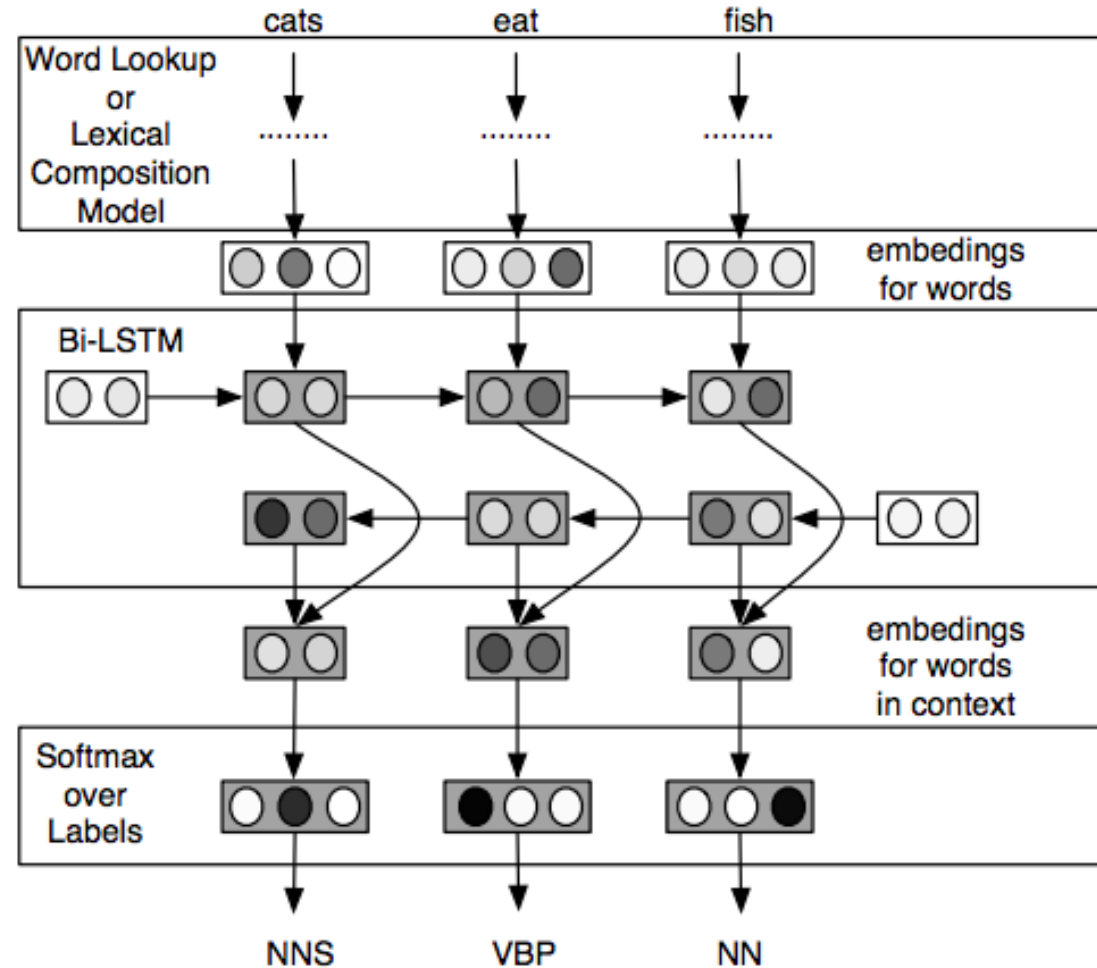 cats eat fish
Word Lookup
or
Lexical
Composition
Model
........ ........ ........
embedings
for words
Bi-LSTM
embedings
for words
in context
Softmax
over
Labels
NNS VBP NN